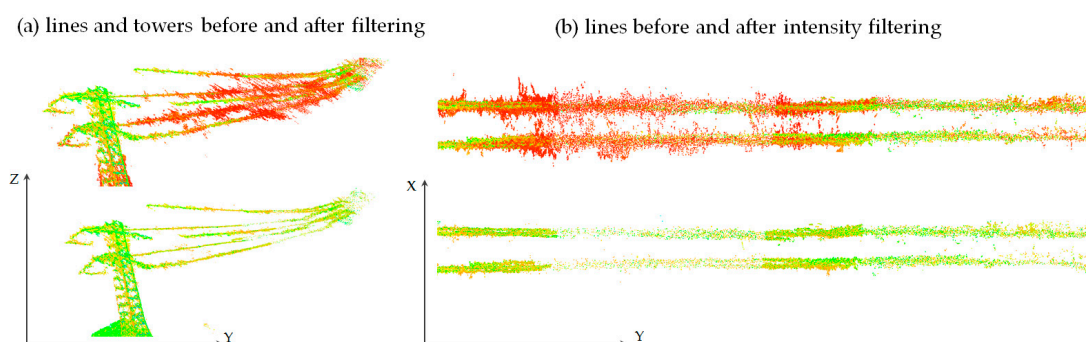 (a) lines and towers before and after filtering
(b) lines before and after intensity filtering
Z
X
Y
Y